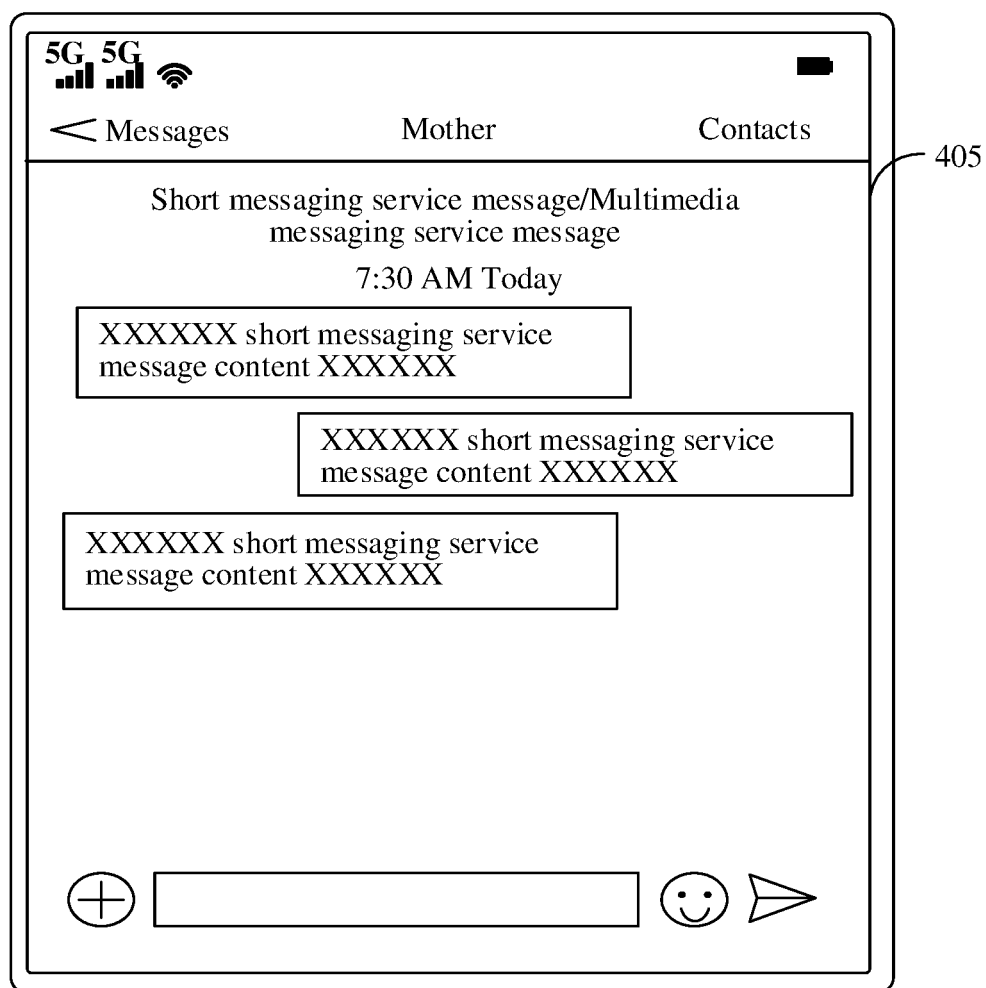 5G 5G
Messages Mother Contacts
405
Short messaging service message/Multimedia
messaging service message
7:30 AM Today
XXXXXX short messaging service
message content XXXXXX
XXXXXX short messaging service
message content XXXXXX
XXXXXX short messaging service
message content XXXXXX